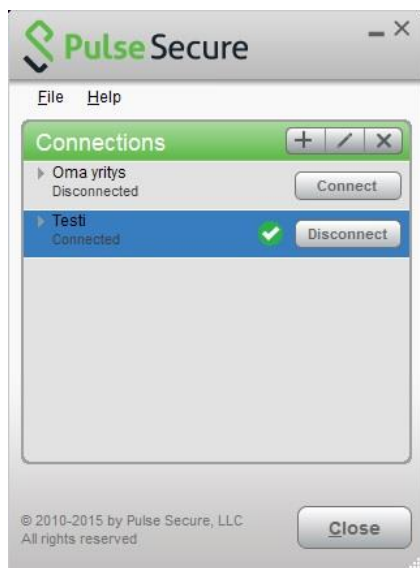 Pulse Secure
File Help
Connections
Oma yritys
Disconnected
Connect
Testi
Connected
Disconnect
© 2010-2015 by Pulse Secure, LLC
All rights reserved
Close